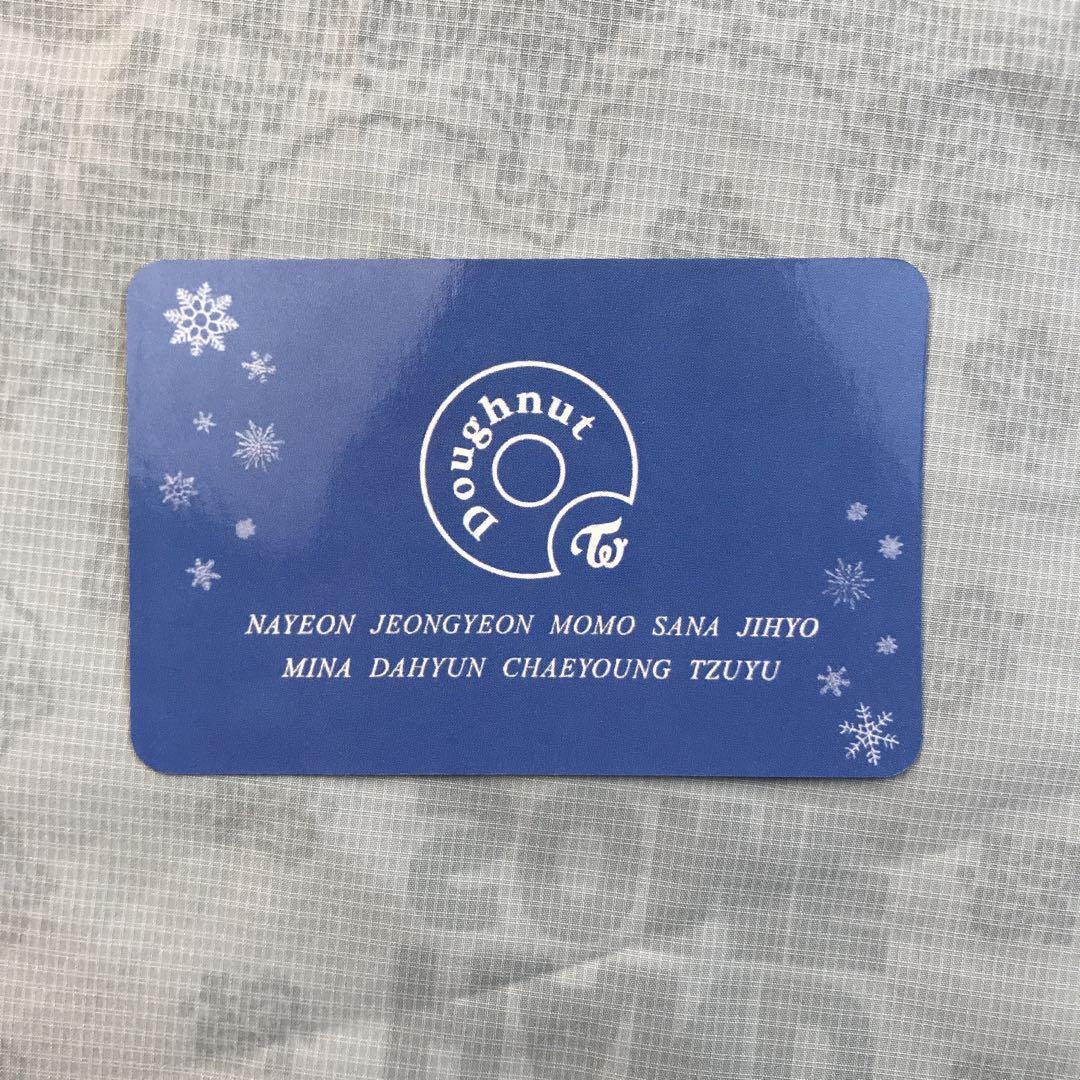 Doughnut
TW
NAYEON JEONGYEON MOMO SANA JIHYO
MINA DAHYUN CHAEYOUNG TZUYU